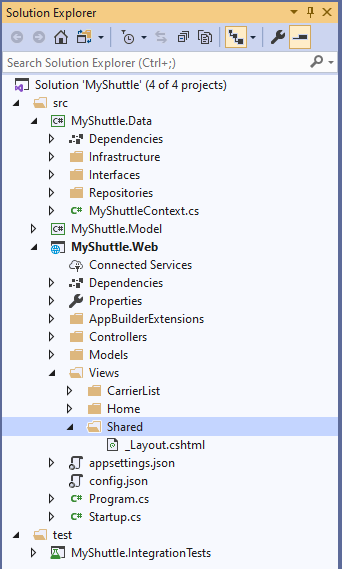 Solution Explorer
Search Solution Explorer (Ctrl+;)
Solution 'MyShuttle' (4 of 4 projects)
src
C# MyShuttle.Data
Dependencies
Infrastructure
Interfaces
Repositories
C# MyShuttleContext.cs
C# MyShuttle.Model
MyShuttle.Web
Connected Services
Dependencies
Properties
AppBuilderExtensions
Controllers
Models
Views
CarrierList
Home
Shared
_Layout.cshtml
appsettings.json
config.json
C# Program.cs
C# Startup.cs
test
MyShuttle.IntegrationTests